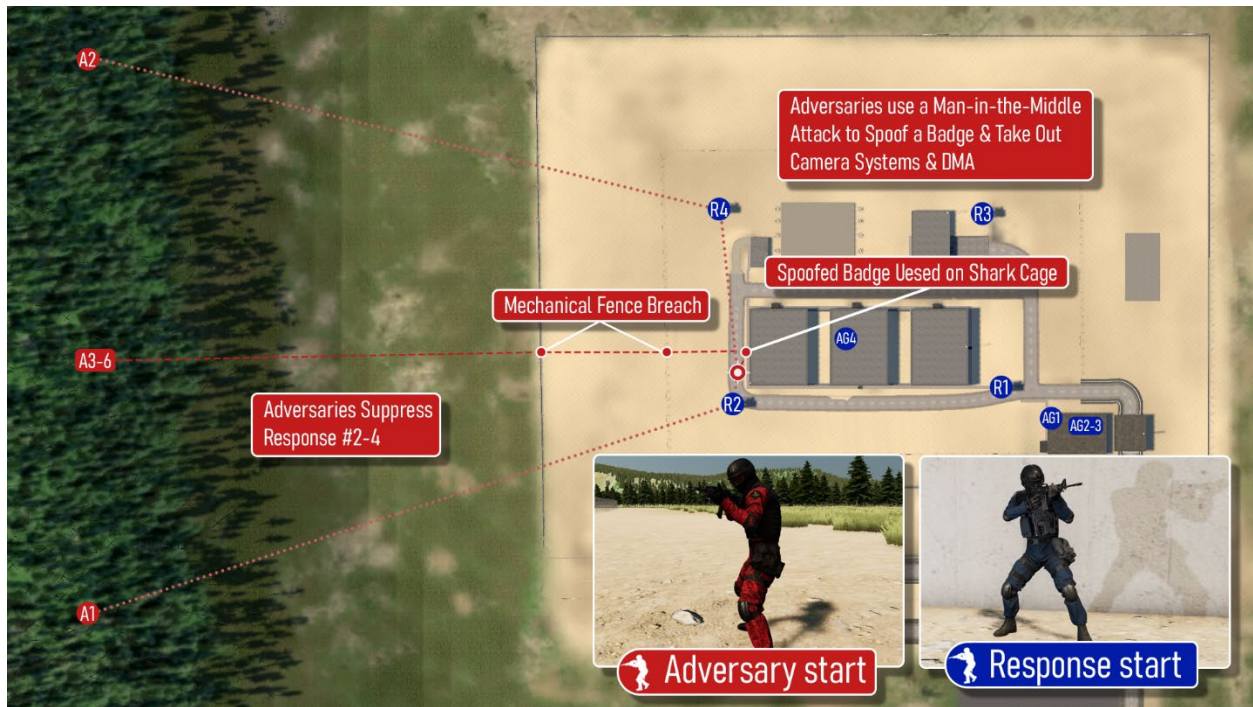 A2
Adversaries use a Man-in-the-Middle
Attack to Spoof a Badge & Take Out
Camera Systems & DMA
R4
R3
Spoofed Badge Uesed on Shark Cage
Mechanical Fence Breach
AG4
A3-6
R2
R1
Adversaries Suppress
Response #2-4
AG1
AG2-3
A1
Adversary start
Response start